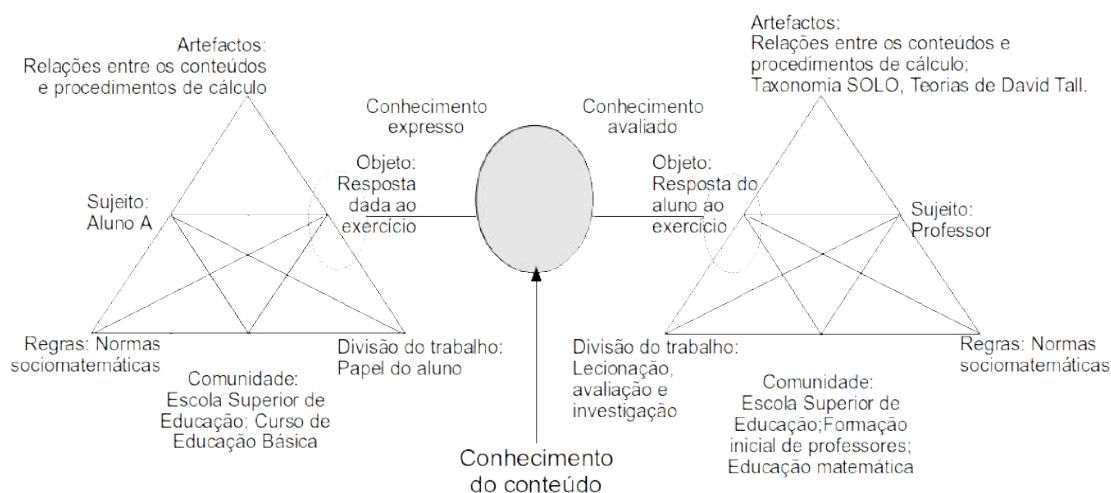 Artefactos:
Relações entre os conteúdos
e procedimentos de cálculo
Sujeito:
Aluno A
Objeto:
Resposta
dada ao
exercício
Regras: Normas
sociomatemáticas
Comunidade:
Escola Superior de
Educação; Curso de
Educação Básica
Divisão do trabalho:
Papel do aluno
Conhecimento
expresso
Conhecimento
avaliado
Conhecimento
do conteúdo
Artefactos:
Relações entre os conteúdos e
procedimentos de cálculo;
Taxonomia SOLO, Teorias de David Tall.
Objeto:
Resposta do
aluno ao
exercício
Sujeito:
Professor
Divisão do trabalho:
Lecionação,
avaliação e
investigação
Comunidade:
Escola Superior de
Educação;Formação
inicial de professores;
Educação matemática
Regras: Normas
sociomatemáticas